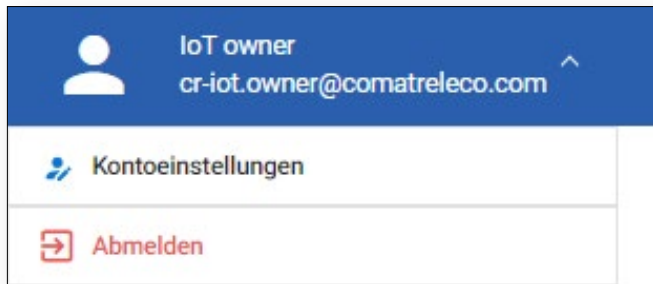 IoT owner
cr-iot.owner@comatreleco.com
Kontoeinstellungen
Abmelden